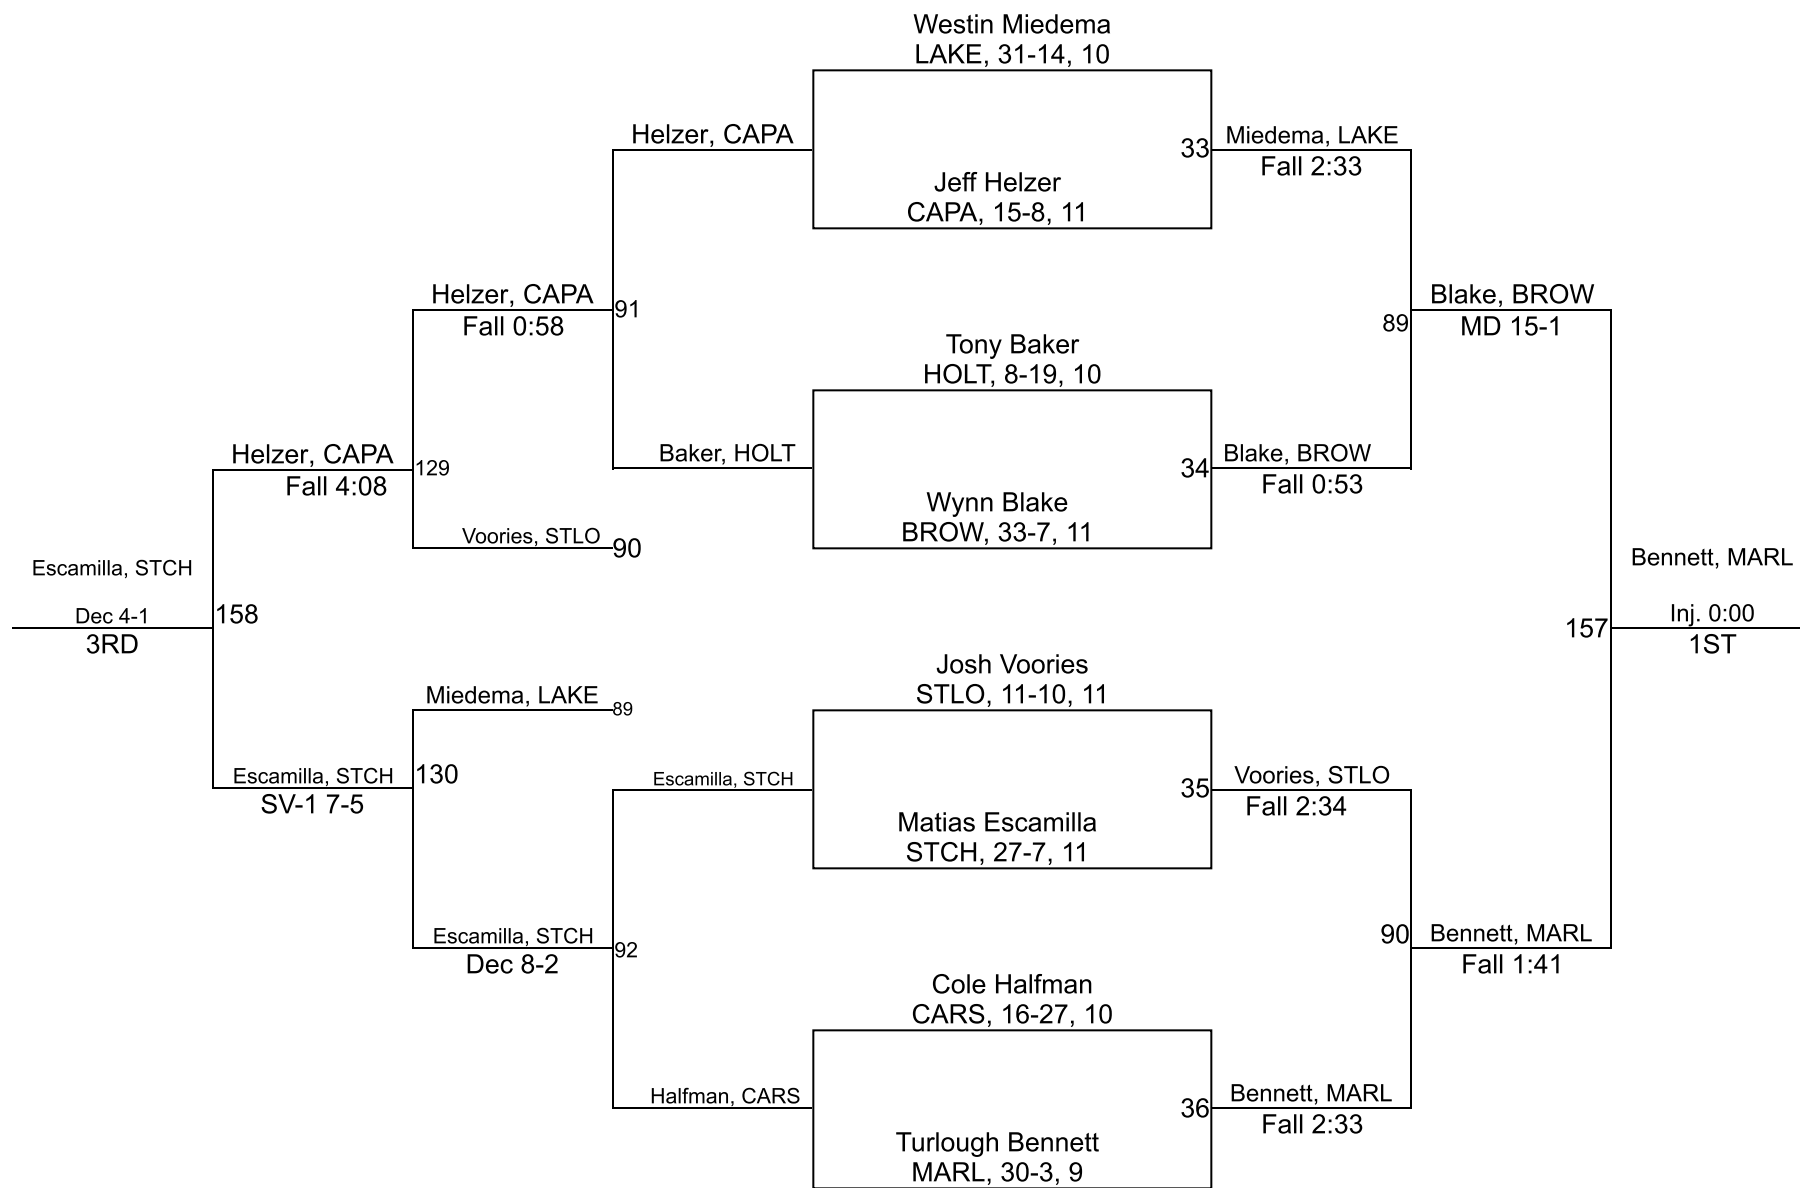 Westin Miedema
LAKE, 31-14, 10
Helzer, CAPA
33
Miedema, LAKE
Fall 2:33
Jeff Helzer
CAPA, 15-8, 11
Helzer, CAPA
Fall 0:58
91
89
Blake, BROW
MD 15-1
Tony Baker
HOLT, 8-19, 10
Helzer, CAPA
Fall 4:08
129
Baker, HOLT
34
Blake, BROW
Fall 0:53
Wynn Blake
BROW, 33-7, 11
Voories, STLO
90
Escamilla, STCH
Dec 4-1
3RD
158
157
Bennett, MARL
Inj. 0:00
1ST
Josh Voories
STLO, 11-10, 11
Miedema, LAKE
89
Escamilla, STCH
SV-1 7-5
130
Escamilla, STCH
35
Voories, STLO
Fall 2:34
Matias Escamilla
STCH, 27-7, 11
Escamilla, STCH
Dec 8-2
92
90
Bennett, MARL
Fall 1:41
Cole Halfman
CARS, 16-27, 10
Halfman, CARS
36
Bennett, MARL
Fall 2:33
Turlough Bennett
MARL, 30-3, 9